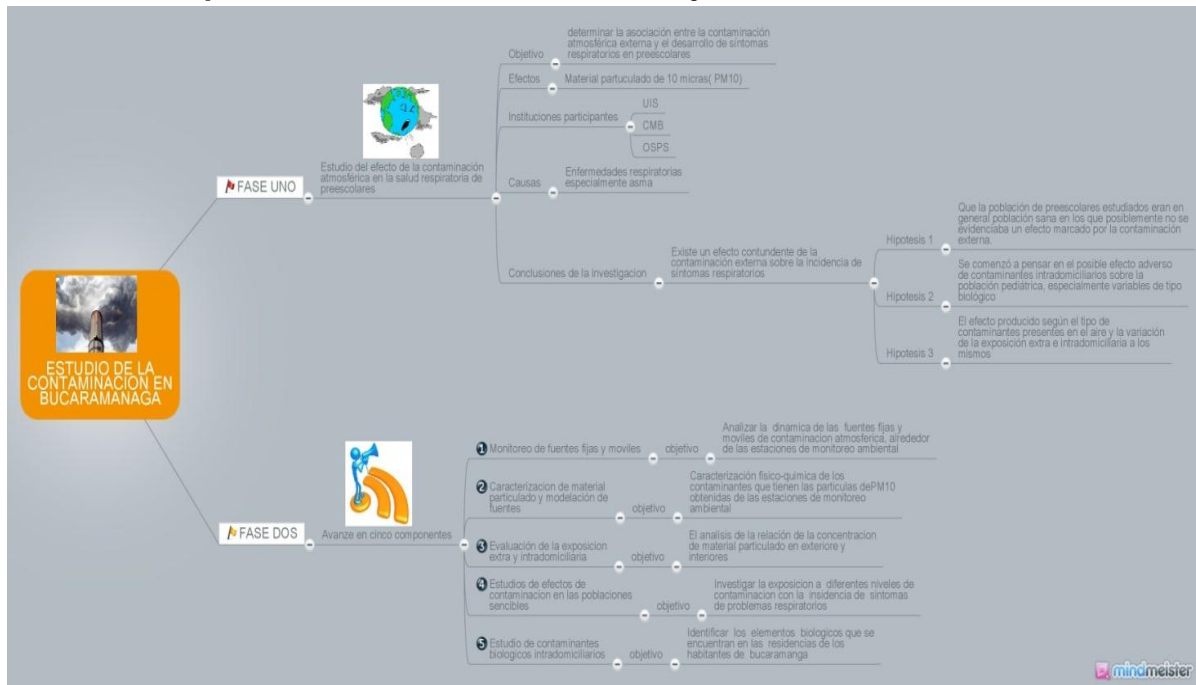 ESTUDIO DE LA
CONTAMINACION EN
BUCARAMANAGA
FASE UNO
Estudio del efecto de la contaminación
atmosférica en la salud respiratoria de
preescolares
Objetivo
determinar la asociación entre la contaminación
atmosférica externa y el desarrollo de sintomas
respiratorios en preescolares
Efectos
Material partuculado de 10 micras( PM10)
Instituciones participantes
UIS
CMB
OSPS
Causas
Enfermedades respiratorias
especialmente asma
Conclusiones de la Investigacion
Existe un efecto contundente de la
contaminación externa sobre la incidencia de
síntomas respiratorios
Hipotesis 1
Que la población de preescolares estudiados eran en
general población sana en los que posiblemente no se
evidenciaba un efecto marcado por la contaminación
externa.
Hipotesis 2
Se comenzó a pensar en el posible efecto adverso
de contaminantes intradomiciliarios sobre la
población pediátrica, especialmente variables de tipo
biológico
Hipotesis 3
El efecto producido según el tipo de
contaminantes presentes en el aire y la variación
de la exposición extra e intradomiciliaria a los
mismos
FASE DOS
Avanze en cinco componentes
1 Monitoreo de fuentes fijas y moviles
objetivo
Analizar la dinamica de las fuentes fijas y
moviles de contaminacion atmosferica, alrededor
de las estaciones de monitoreo ambiental
2 Caracterizacion de material
particulado y modelación de
fuentes
objetivo
Caracterización fisico-quimica de los
contaminantes que tienen las particulas dePM10
obtenidas de las estaciones de monitoreo
ambiental
3 Evaluación de la exposicion
extra y intradomiciliaria
objetivo
El analisis de la relación de la concentracion
de material particulado en exteriore y
interiores
4 Estudios de efectos de
contaminación en las poblaciones
sencibles
objetivo
Investigar la exposicion a diferentes niveles de
contaminacion con la insidencia de sintomas
de problemas respiratorios
5 Estudio de contaminantes
biologicos intradomiciliarios
objetivo
Identificar los elementos biologicos que se
encuentran en las residencias de los
habitantes de bucaramanga
mindmeister